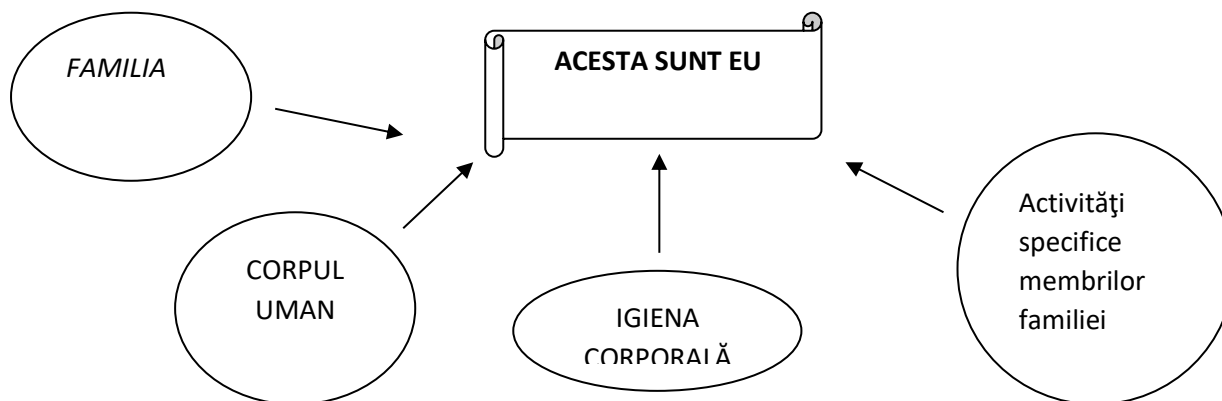 FAMILIA
ACESTA SUNT EU
CORPUL
UMAN
IGIENA
CORPORALĂ
Activităţi
specifice
membrilor
familiei